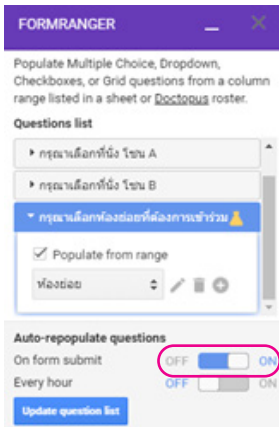 FORMRANGER
Populate Multiple Choice, Dropdown,
Checkboxes, or Grid questions from a column
range listed in a sheet or Doctopus roster.
Questions list
กรุณาเลือกที่นั่ง โซน A
กรุณาเลือกที่นั่ง โซน B
กรุณาเลือกห้องย่อยที่ต้องการเข้าร่วม
Populate from range
ห้องย่อย
Auto-repopulate questions
On form submit OFF ON
Every hour OFF ON
Update question list